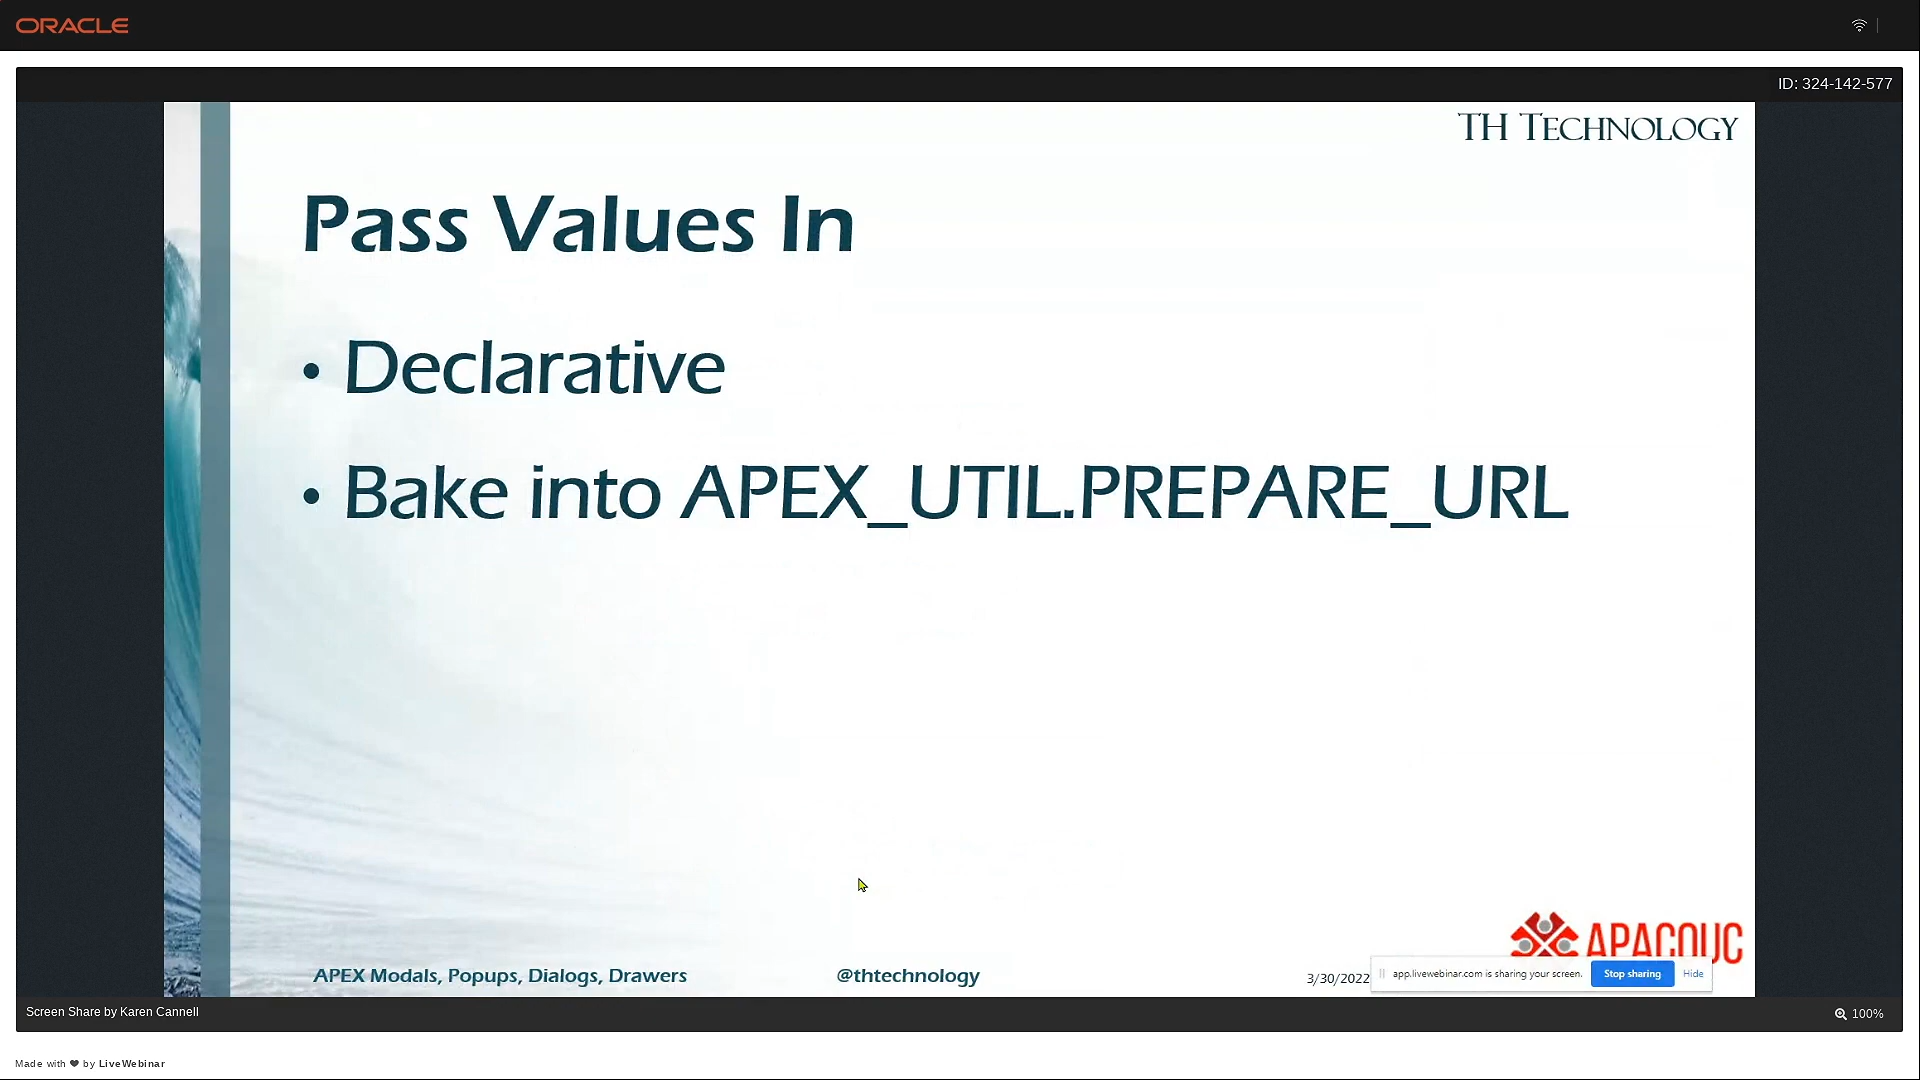 ORACLE
ID: 324-142-577
TH TECHNOLOGY
Pass Values In
• Declarative
• Bake into APEX_UTIL.PREPARE_URL
APACOUC
APEX Modals, Popups, Dialogs, Drawers @thtechnology 3/30/2022
app.livewebinar.com is sharing your screen. Stop sharing Hide
Screen Share by Karen Cannell 100%
Made with ❤ by LiveWebinar